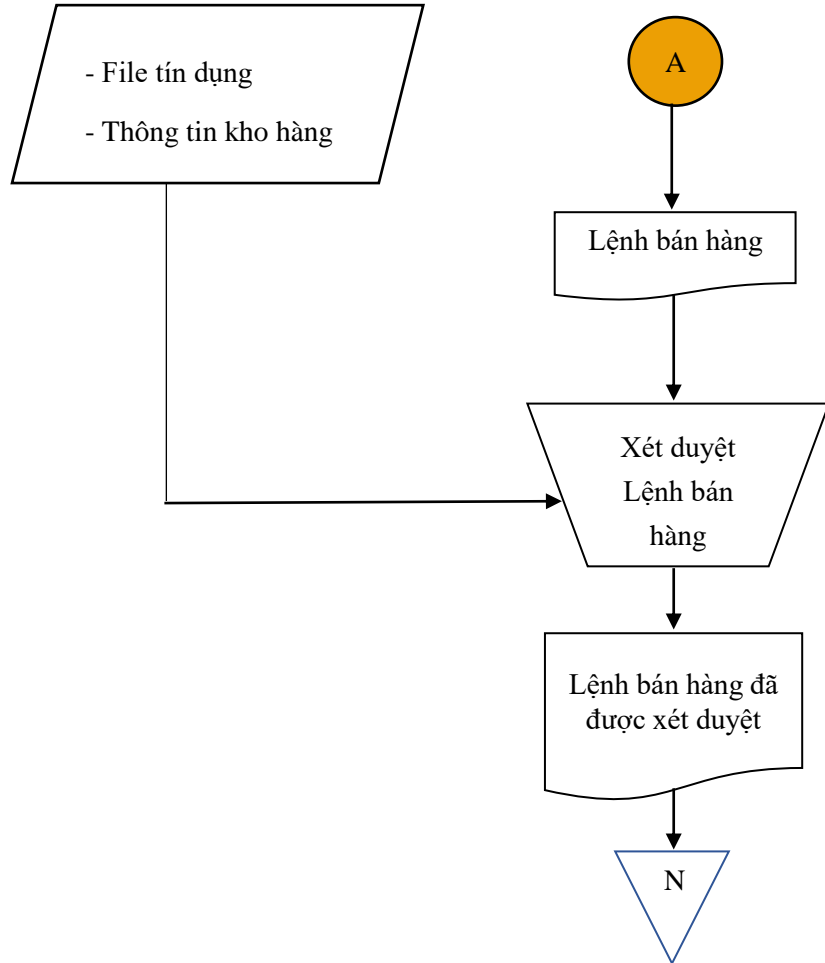 - File tín dụng
- Thông tin kho hàng
A
Lệnh bán hàng
Xét duyệt
Lệnh bán
hàng
Lệnh bán hàng đã
được xét duyệt
N